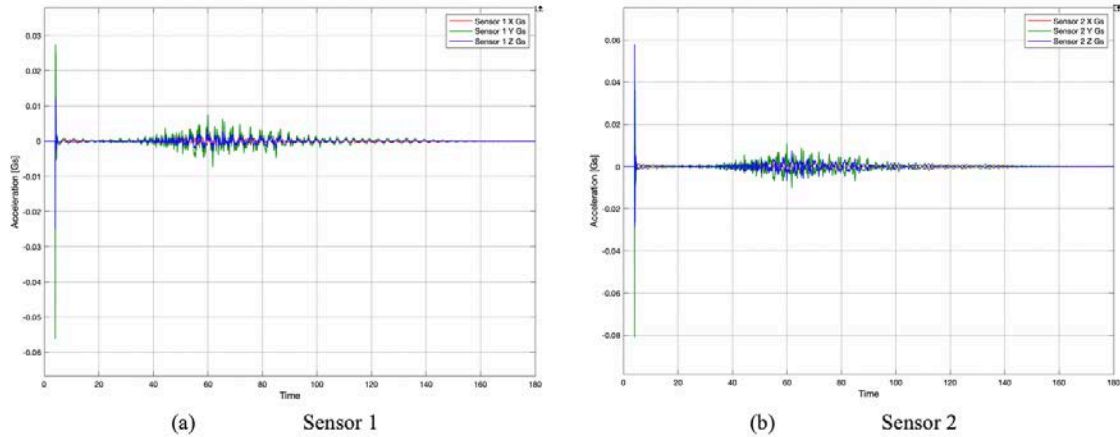 Sensor 1 X Gs
Sensor 1 Y Gs
Sensor 1 Z Gs
0.03
0.02
0.01
0
-0.01
-0.02
-0.03
-0.04
-0.05
-0.06
Acceleration [Gs]
0 20 40 60 80 100 120 140 160 180
Time
(a) Sensor 1
Sensor 2 X Gs
Sensor 2 Y Gs
Sensor 2 Z Gs
0.06
0.04
0.02
0
-0.02
-0.04
-0.06
-0.08
Acceleration [Gs]
0 20 40 60 80 100 120 140 160 180
Time
(b) Sensor 2